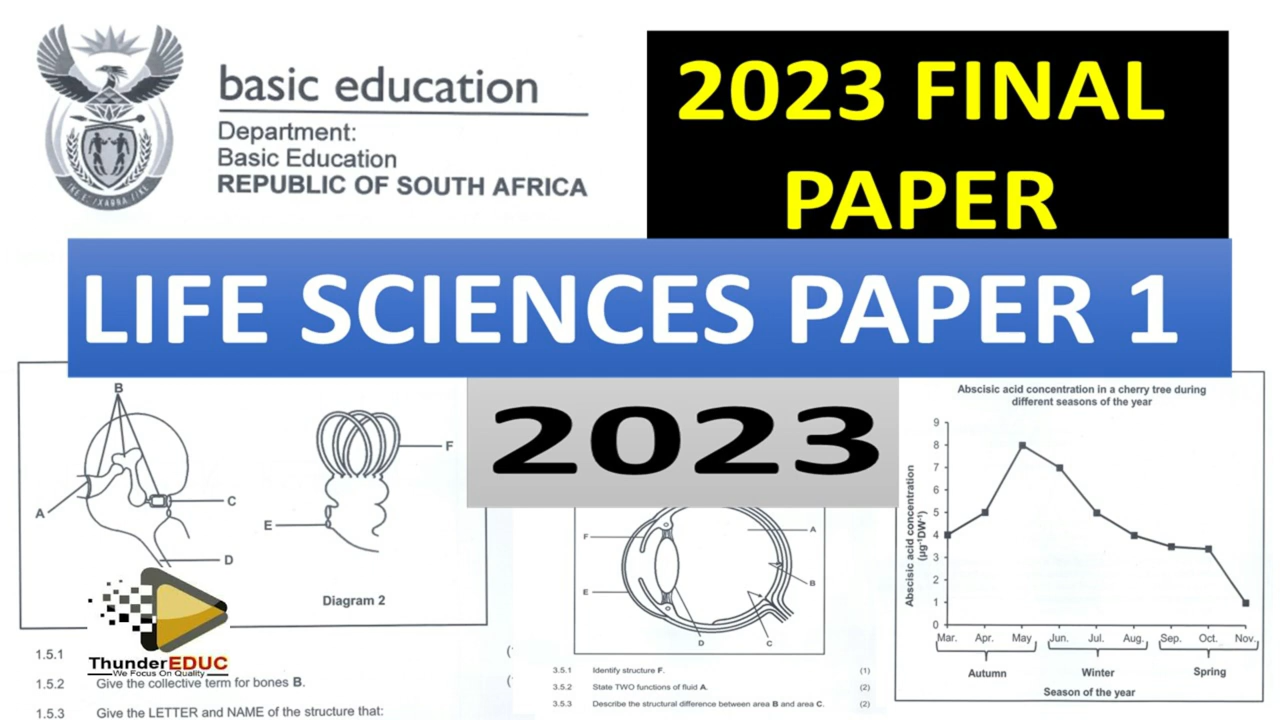 basic education
Department:
Basic Education
REPUBLIC OF SOUTH AFRICA
2023 FINAL
PAPER
LIFE SCIENCES PAPER 1
2023
B
A
C
D
F
E
Diagram 2
ThunderEDUC
We Focus On Quality
1.5.1
(
1.5.2 Give the collective term for bones B.
(
1.5.3 Give the LETTER and NAME of the structure that:
F
A
B
E
D
C
3.5.1 Identify structure F. (1)
3.5.2 State TWO functions of fluid A. (2)
3.5.3 Describe the structural difference between area B and area C. (2)
Abscisic acid concentration in a cherry tree during
different seasons of the year
Abscisic acid concentration
(µg⁻¹DW⁻¹)
9
8
7
6
5
4
3
2
1
0
Mar. Apr. May Jun. Jul. Aug. Sep. Oct. Nov.
Autumn Winter Spring
Season of the year